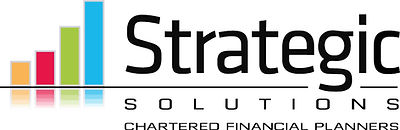 Strategic
SOLUTIONS
CHARTERED FINANCIAL PLANNERS